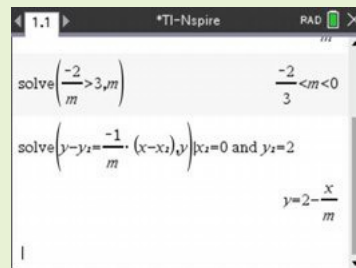 1.1
*TI-Nspire
RAD
m
solve(-2/m>3,m)
-2/3<m<0
solve(y-y₁=-1/m·(x-x₁),y)|x₁=0 and y₁=2
y=2-x/m